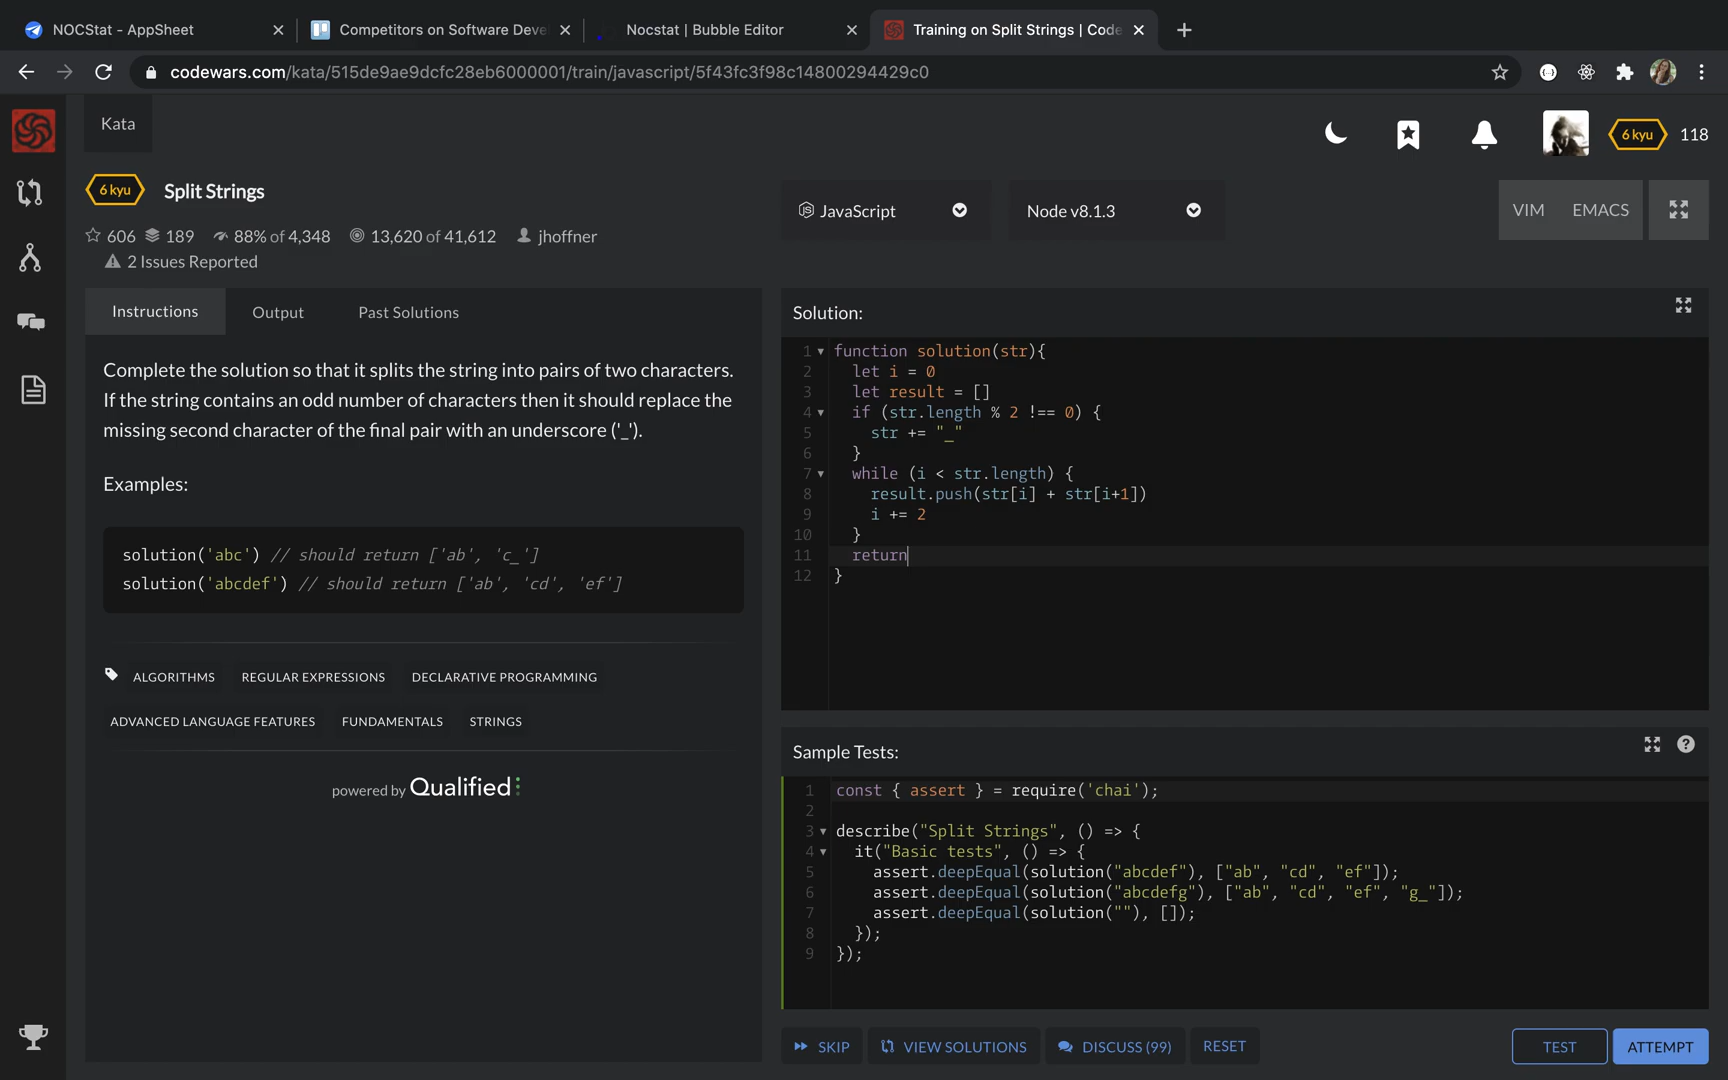 NOCStat - AppSheet
Competitors on Software Deve
Nocstat | Bubble Editor
Training on Split Strings | Code
codewars.com/kata/515de9ae9dcfc28eb6000001/train/javascript/5f43fc3f98c14800294429c0
Kata
6 kyu 118
6 kyu Split Strings
606 189 88% of 4,348 13,620 of 41,612 jhoffner
2 Issues Reported
JavaScript
Node v8.1.3
VIM EMACS
Instructions Output Past Solutions
Complete the solution so that it splits the string into pairs of two characters.
If the string contains an odd number of characters then it should replace the
missing second character of the final pair with an underscore ('_').
Examples:
solution('abc') // should return ['ab', 'c_']
solution('abcdef') // should return ['ab', 'cd', 'ef']
ALGORITHMS REGULAR EXPRESSIONS DECLARATIVE PROGRAMMING
ADVANCED LANGUAGE FEATURES FUNDAMENTALS STRINGS
powered by Qualified
Solution:
1 function solution(str){
2 let i = 0
3 let result = []
4 if (str.length % 2 !== 0) {
5 str += "_"
6 }
7 while (i < str.length) {
8 result.push(str[i] + str[i+1])
9 i += 2
10 }
11 return
12 }
Sample Tests:
1 const { assert } = require('chai');
2
3 describe("Split Strings", () => {
4 it("Basic tests", () => {
5 assert.deepEqual(solution("abcdef"), ["ab", "cd", "ef"]);
6 assert.deepEqual(solution("abcdefg"), ["ab", "cd", "ef", "g_"]);
7 assert.deepEqual(solution(""), []);
8 });
9 });
SKIP VIEW SOLUTIONS DISCUSS (99) RESET TEST ATTEMPT